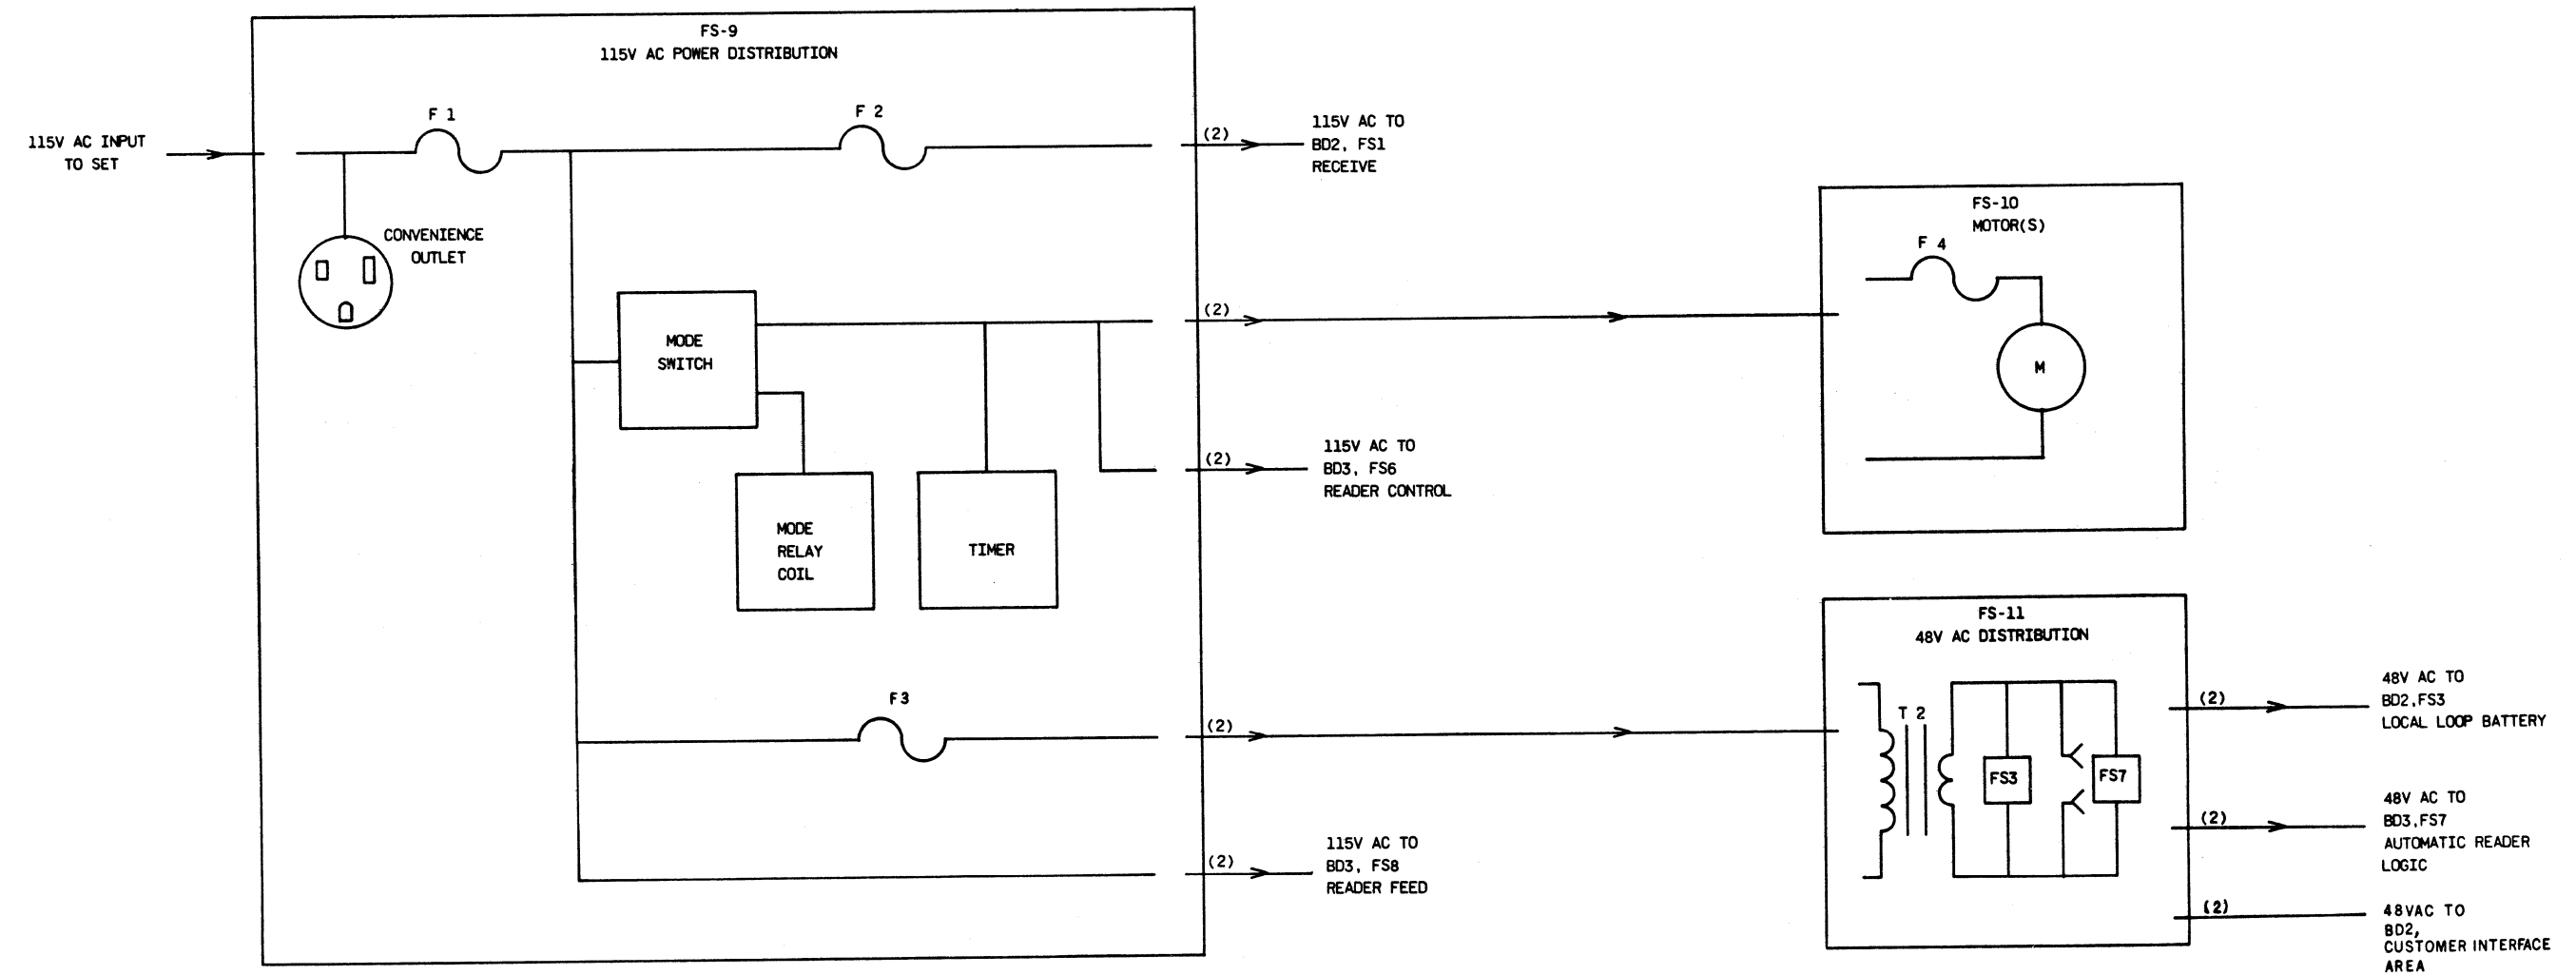 FS-9
115V AC POWER DISTRIBUTION
F 1
F 2
115V AC INPUT
TO SET
CONVENIENCE
OUTLET
(2)
115V AC TO
BD2, FS1
RECEIVE
MODE
SWITCH
(2)
FS-10
MOTOR(S)
F 4
M
(2)
115V AC TO
BD3, FS6
READER CONTROL
MODE
RELAY
COIL
TIMER
F3
(2)
FS-11
48V AC DISTRIBUTION
T 2
FS3
FS7
(2)
48V AC TO
BD2,FS3
LOCAL LOOP BATTERY
(2)
48V AC TO
BD3,FS7
AUTOMATIC READER
LOGIC
(2)
115V AC TO
BD3, FS8
READER FEED
(2)
48VAC TO
BD2,
CUSTOMER INTERFACE
AREA